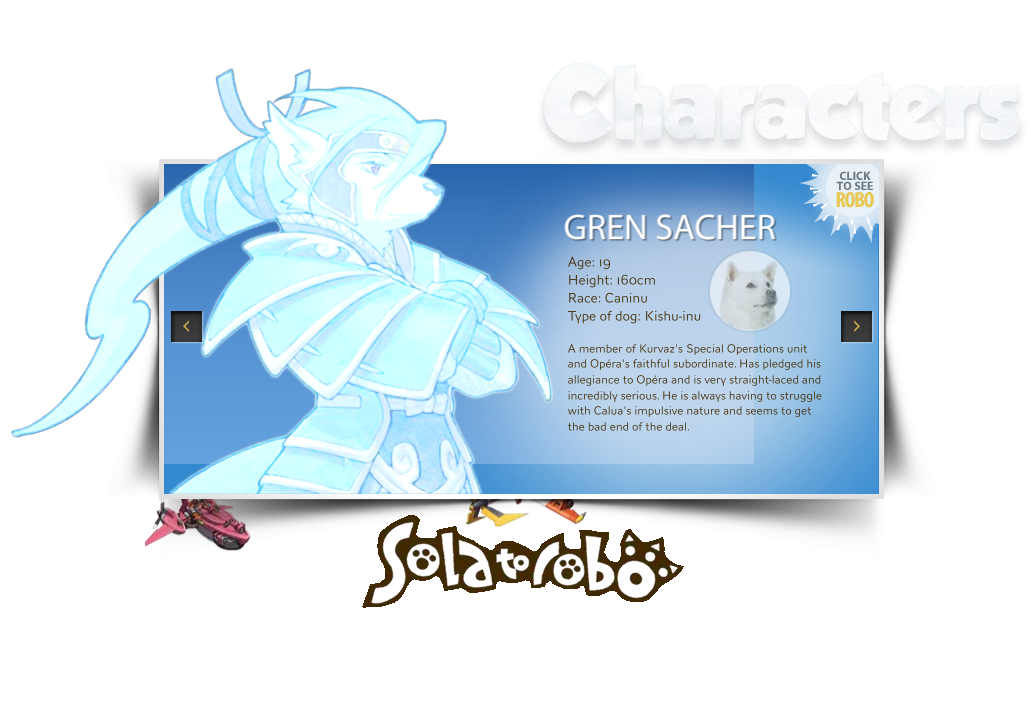 Characters
CLICK
TO SEE
ROBO
GREN SACHER
Age: 19
Height: 160cm
Race: Caninu
Type of dog: Kishu-inu
A member of Kurvaz's Special Operations unit
and Opéra's faithful subordinate. Has pledged his
allegiance to Opéra and is very straight-laced and
incredibly serious. He is always having to struggle
with Calua's impulsive nature and seems to get
the bad end of the deal.
Solatorobo